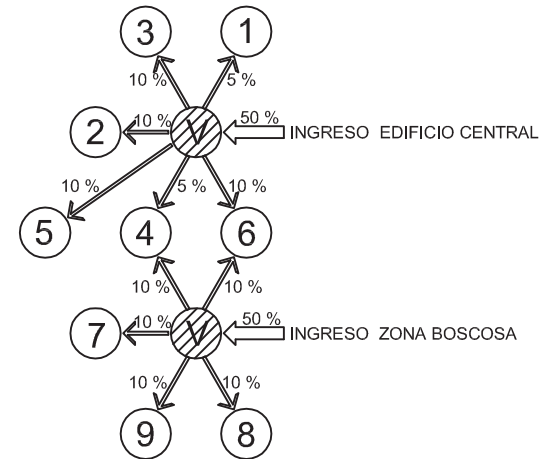 3 1
10 % 5 %
2 10 % V 50 % INGRESO EDIFICIO CENTRAL
10 % 5 % 10 %
5 4 6
10 % 10 %
7 10 % V 50 % INGRESO ZONA BOSCOSA
10 % 10 %
9 8